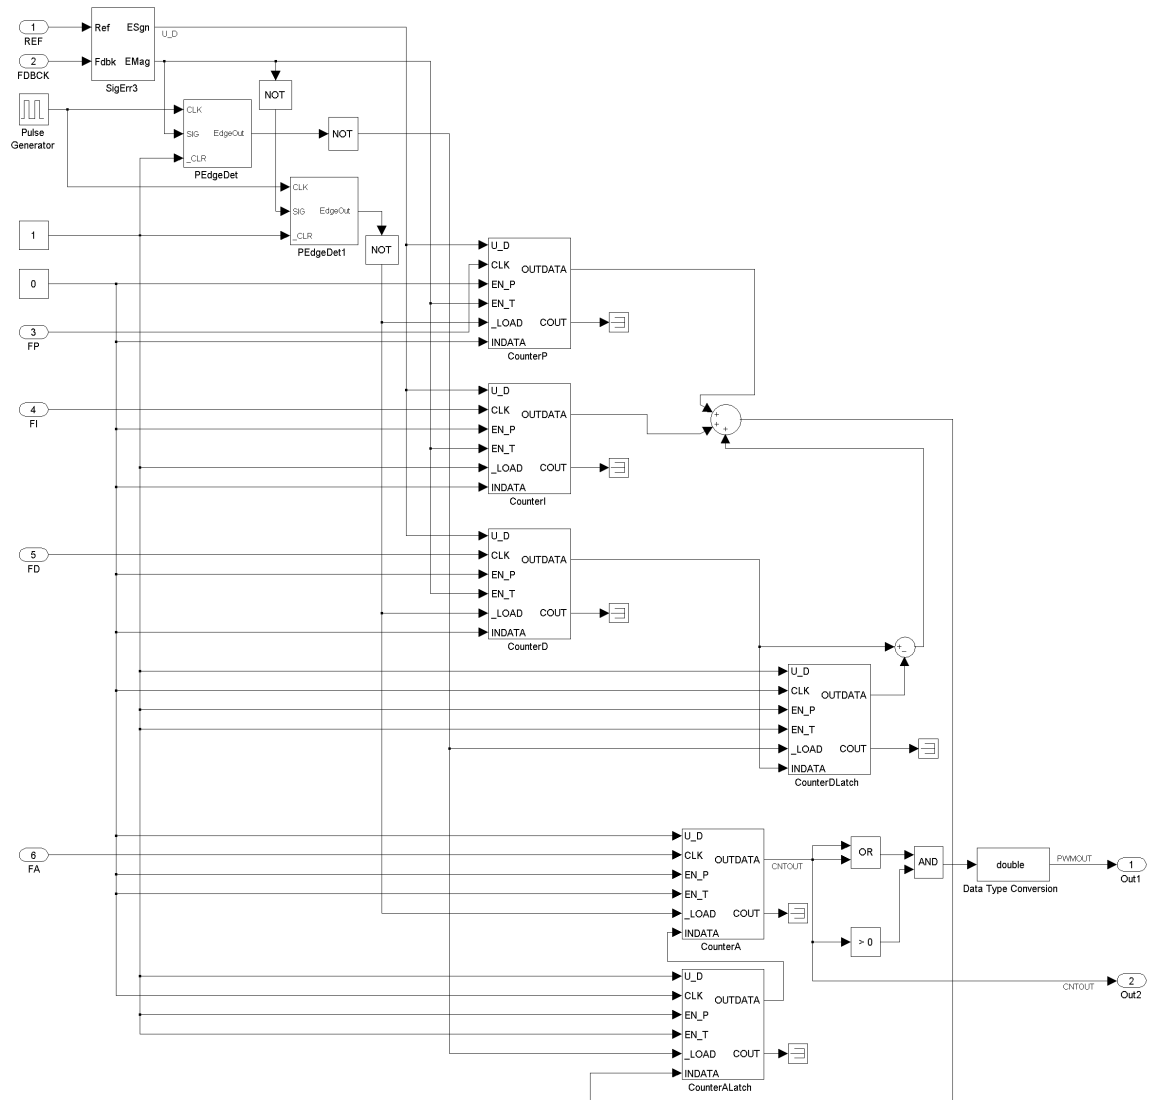 1
REF
2
FDBCK
Ref ESgn
Fdbk EMag
SigErr3
U_D
NOT
Pulse
Generator
CLK
SIG EdgeOut
_CLR
PEdgeDet
NOT
CLK
SIG EdgeOut
_CLR
PEdgeDet1
NOT
1
0
3
FP
U_D
CLK OUTDATA
EN_P
EN_T
_LOAD COUT
INDATA
CounterP
4
FI
U_D
CLK OUTDATA
EN_P
EN_T
_LOAD COUT
INDATA
CounterI
+
+
+
5
FD
U_D
CLK OUTDATA
EN_P
EN_T
_LOAD COUT
INDATA
CounterD
+
−
U_D
CLK OUTDATA
EN_P
EN_T
_LOAD COUT
INDATA
CounterDLatch
6
FA
U_D
CLK OUTDATA
EN_P
EN_T
_LOAD COUT
INDATA
CounterA
CNTOUT
OR
AND
> 0
double
Data Type Conversion
PWMOUT
1
Out1
CNTOUT
2
Out2
U_D
CLK OUTDATA
EN_P
EN_T
_LOAD COUT
INDATA
CounterALatch